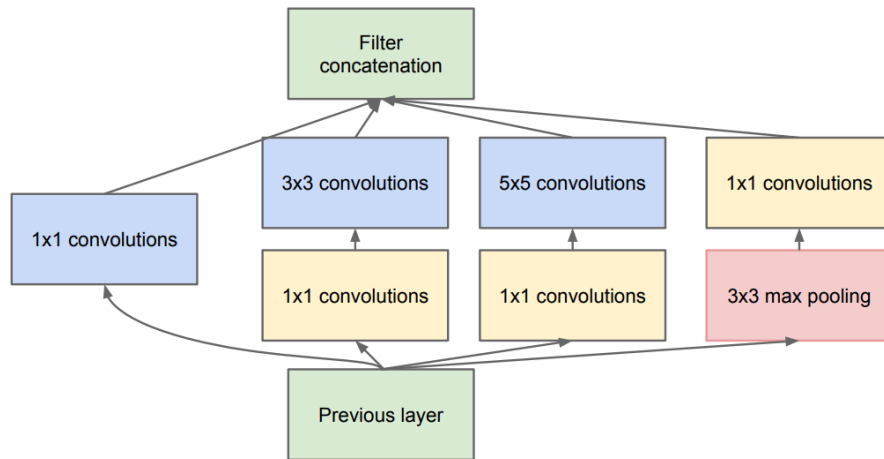 Filter
concatenation
3x3 convolutions
5x5 convolutions
1x1 convolutions
1x1 convolutions
1x1 convolutions
1x1 convolutions
3x3 max pooling
Previous layer